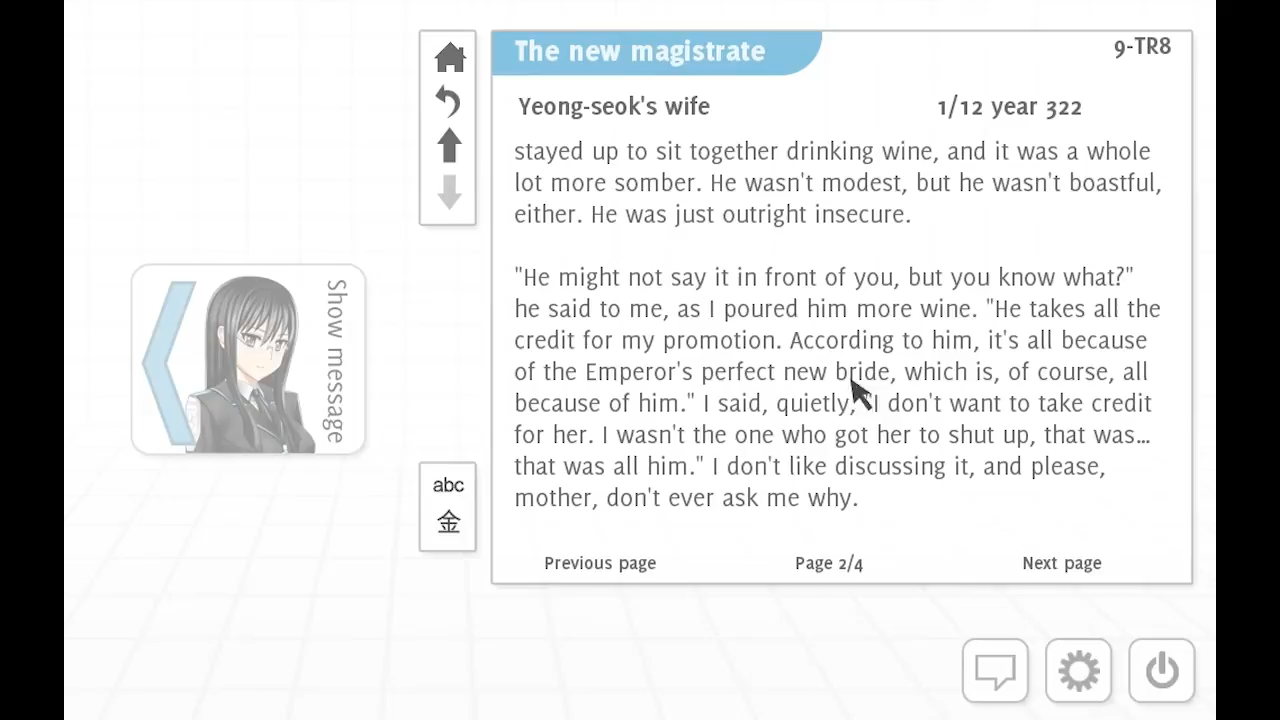 The new magistrate
9-TR8
Yeong-seok's wife
1/12 year 322
stayed up to sit together drinking wine, and it was a whole
lot more somber. He wasn't modest, but he wasn't boastful,
either. He was just outright insecure.
"He might not say it in front of you, but you know what?"
he said to me, as I poured him more wine. "He takes all the
credit for my promotion. According to him, it's all because
of the Emperor's perfect new bride, which is, of course, all
because of him." I said, quietly, "I don't want to take credit
for her. I wasn't the one who got her to shut up, that was...
that was all him." I don't like discussing it, and please,
mother, don't ever ask me why.
Previous page
Page 2/4
Next page
Show message
abc
金